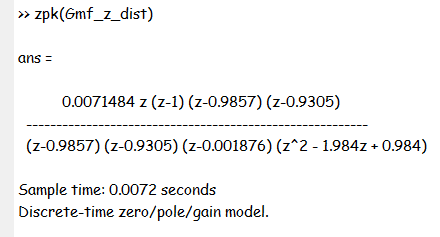 >> zpk(Gmf_z_dist)
ans =
0.0071484 z (z-1) (z-0.9857) (z-0.9305)
---------------------------------------------------------
(z-0.9857) (z-0.9305) (z-0.001876) (z^2 - 1.984z + 0.984)
Sample time: 0.0072 seconds
Discrete-time zero/pole/gain model.